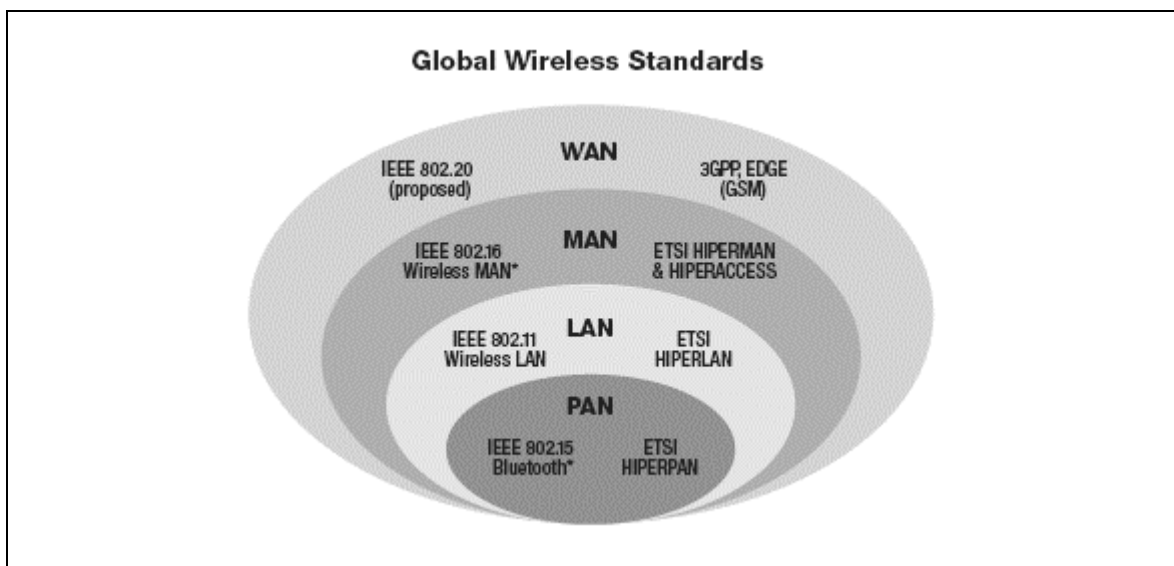 Global Wireless Standards
WAN
IEEE 802.20
(proposed)
3GPP, EDGE
(GSM)
MAN
IEEE 802.16
Wireless MAN*
ETSI HIPERMAN
& HIPERACCESS
LAN
IEEE 802.11
Wireless LAN
ETSI
HIPERLAN
PAN
IEEE 802.15
Bluetooth*
ETSI
HIPERPAN